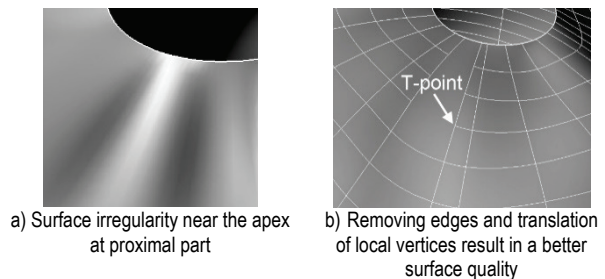 T-point
a) Surface irregularity near the apex
at proximal part
b) Removing edges and translation
of local vertices result in a better
surface quality